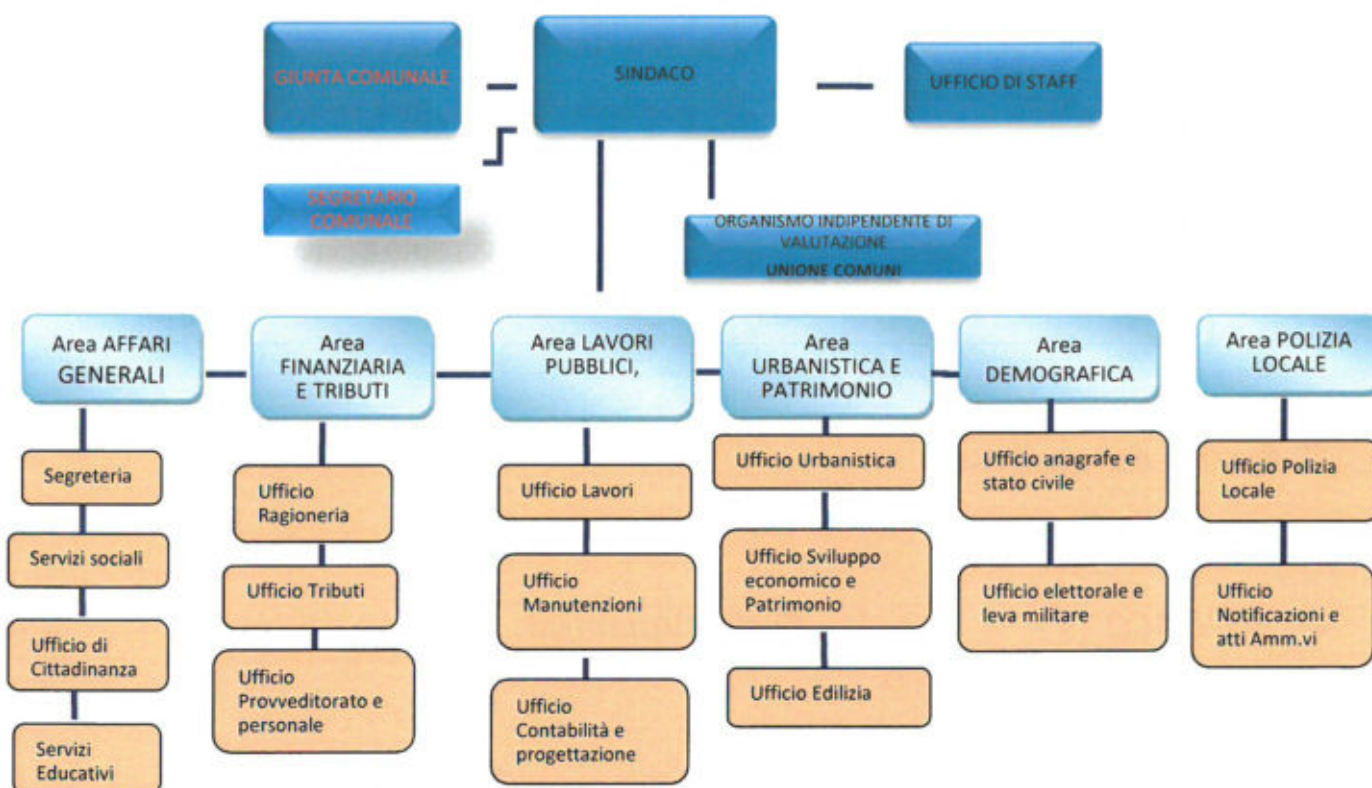 GIUNTA COMUNALE
SINDACO
UFFICIO DI STAFF
SEGRETARIO
COMUNALE
ORGANISMO INDIPENDENTE DI
VALUTAZIONE
UNIONE COMUNI
Area AFFARI
GENERALI
Area
FINANZIARIA
E TRIBUTI
Area LAVORI
PUBBLICI,
Area
URBANISTICA E
PATRIMONIO
Area
DEMOGRAFICA
Area POLIZIA
LOCALE
Segreteria
Servizi sociali
Ufficio di
Cittadinanza
Servizi
Educativi
Ufficio
Ragioneria
Ufficio Tributi
Ufficio
Provveditorato e
personale
Ufficio Lavori
Ufficio
Manutenzioni
Ufficio
Contabilità e
progettazione
Ufficio Urbanistica
Ufficio Sviluppo
economico e
Patrimonio
Ufficio Edilizia
Ufficio anagrafe e
stato civile
Ufficio elettorale e
leva militare
Ufficio Polizia
Locale
Ufficio
Notificazioni e
atti Amm.vi